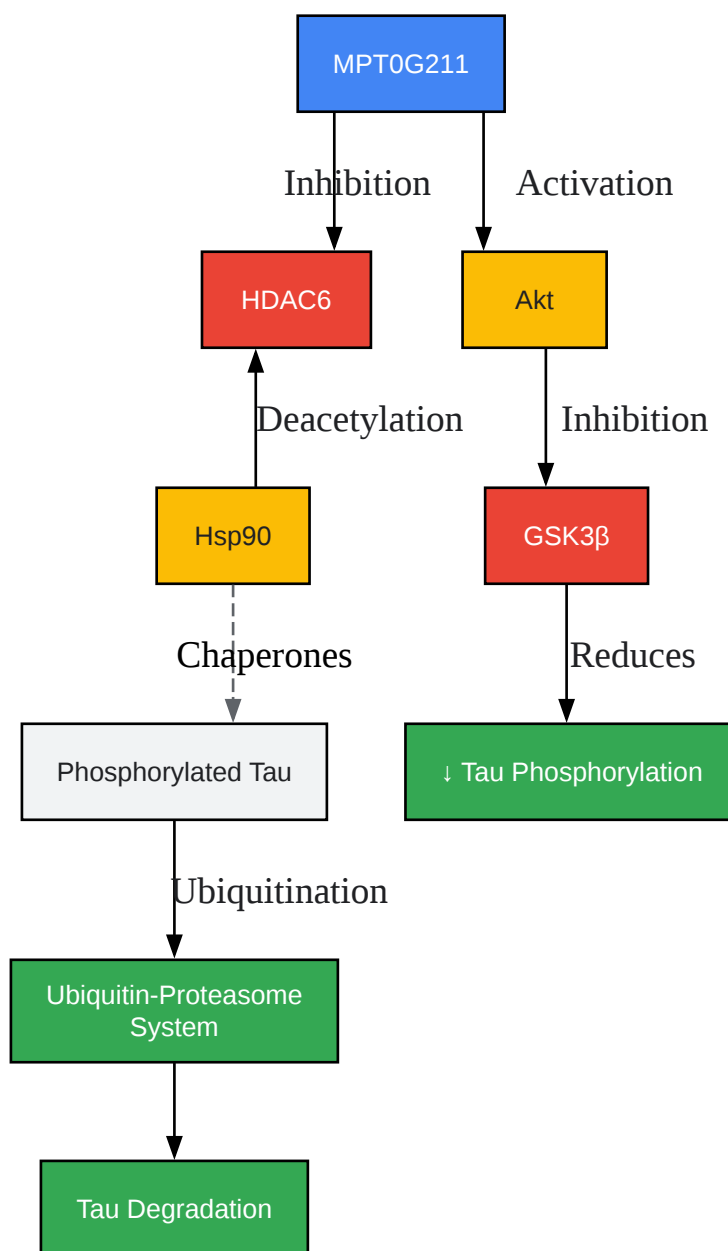 MPT0G211
Inhibition
Activation
HDAC6
Akt
Deacetylation
Inhibition
Hsp90
GSK3β
Chaperones
Reduces
Phosphorylated Tau
↓ Tau Phosphorylation
Ubiquitination
Ubiquitin-Proteasome
System
Tau Degradation